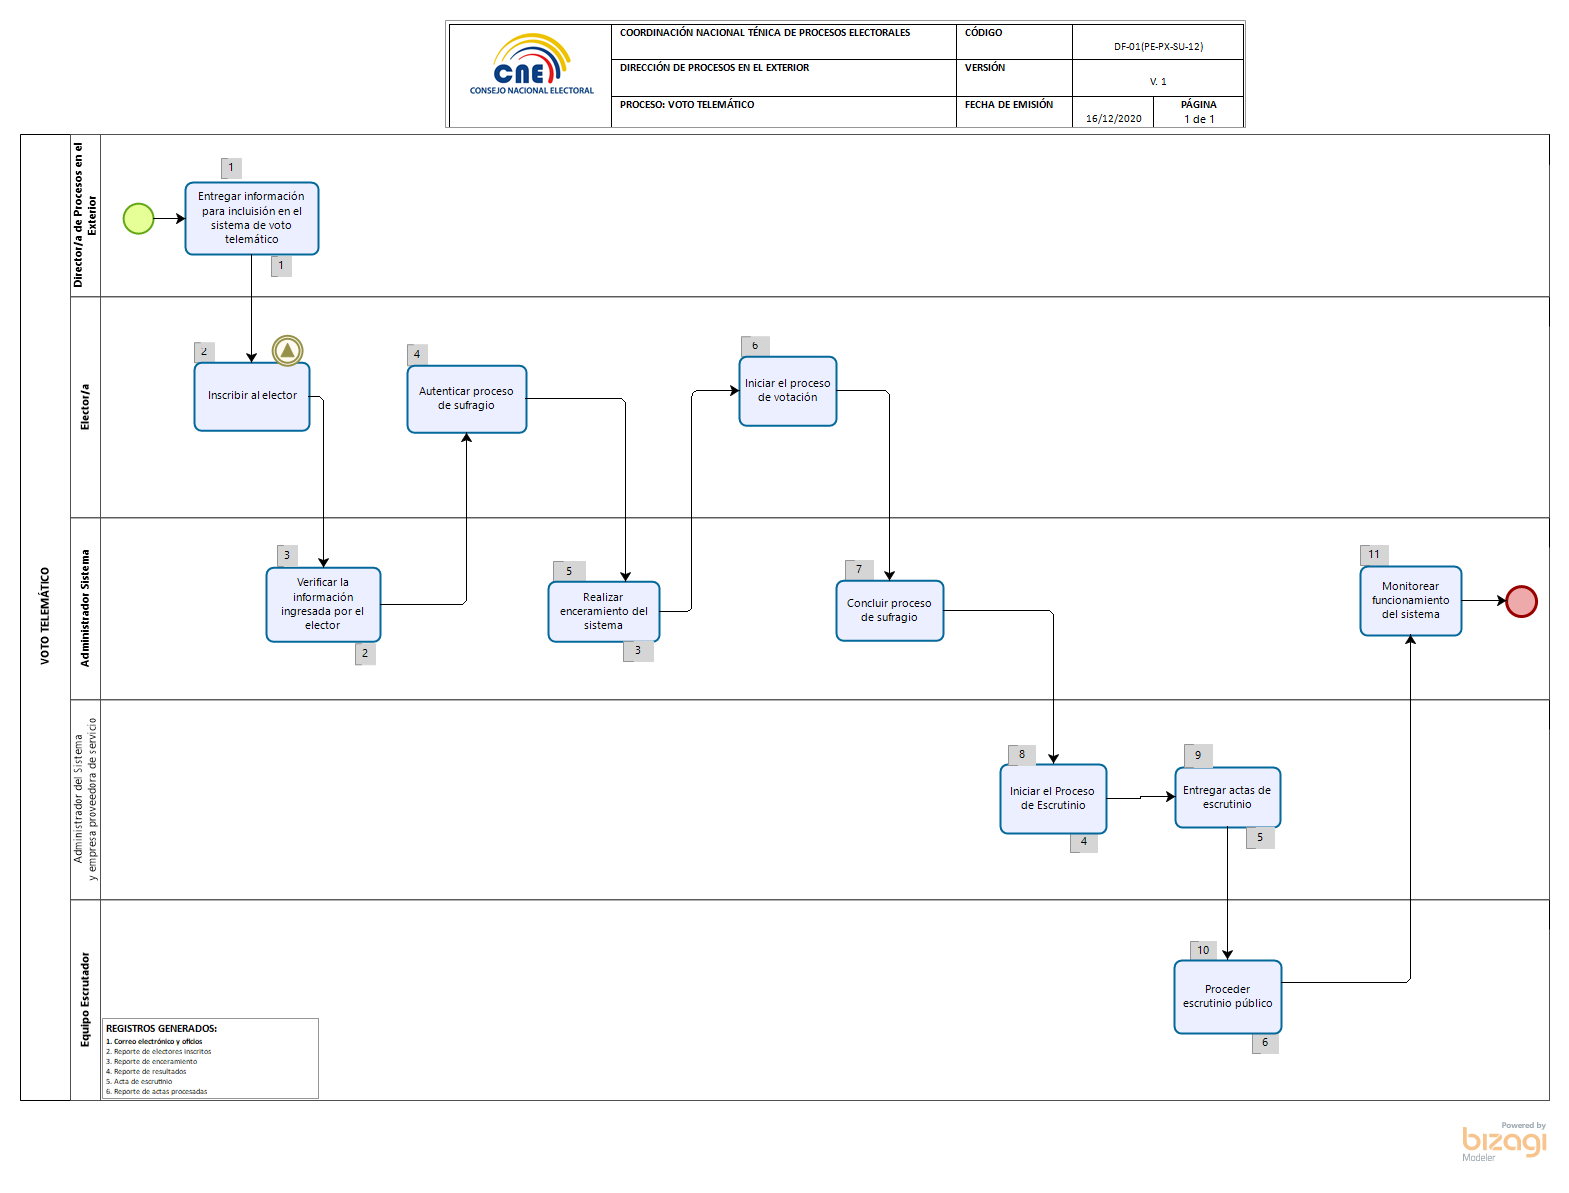 CNE
CONSEJO NACIONAL ELECTORAL
COORDINACIÓN NACIONAL TÉNICA DE PROCESOS ELECTORALES
CÓDIGO
DF-01(PE-PX-SU-12)
DIRECCIÓN DE PROCESOS EN EL EXTERIOR
VERSIÓN
V. 1
PROCESO: VOTO TELEMÁTICO
FECHA DE EMISIÓN
16/12/2020
PÁGINA
1 de 1
VOTO TELEMÁTICO
Director/a de Procesos en el
Exterior
1
Entregar información
para incluisión en el
sistema de voto
telemático
1
Elector/a
2
Inscribir al elector
4
Autenticar proceso
de sufragio
6
Iniciar el proceso
de votación
Administrador Sistema
3
Verificar la
información
ingresada por el
elector
2
5
Realizar
enceramiento del
sistema
3
7
Concluir proceso
de sufragio
11
Monitorear
funcionamiento
del sistema
Administrador del Sistema
y empresa proveedora de servicio
8
Iniciar el Proceso
de Escrutinio
4
9
Entregar actas de
escrutinio
5
Equipo Escrutador
10
Proceder
escrutinio público
6
REGISTROS GENERADOS:
1. Correo electrónico y oficios
2. Reporte de electores inscritos
3. Reporte de enceramiento
4. Reporte de resultados
5. Acta de escrutinio
6. Reporte de actas procesadas
Powered by
bizagi
Modeler